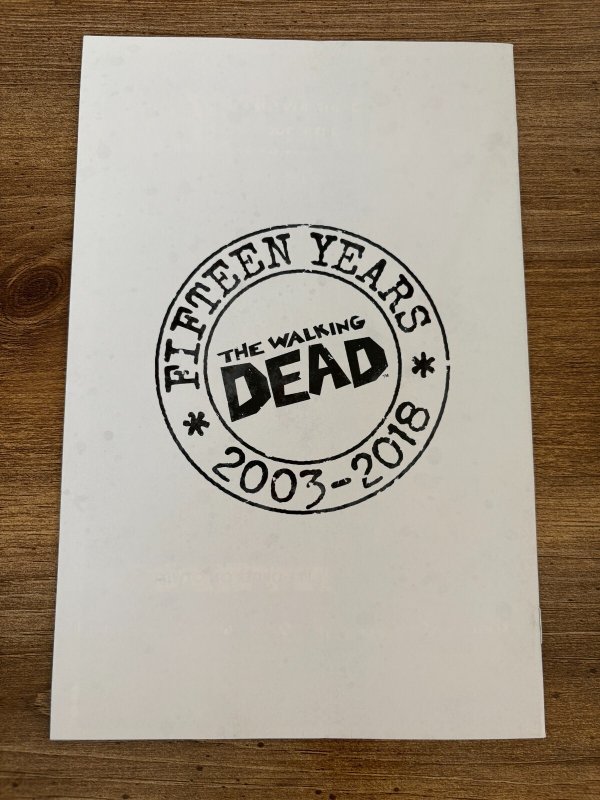 FIFTEEN YEARS
THE WALKING
DEAD
* 2003-2018 *